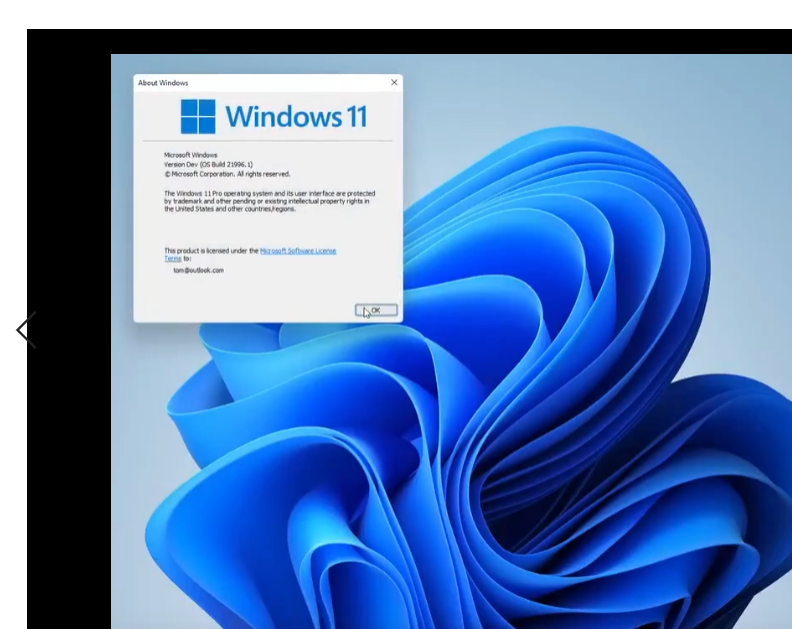 About Windows
Windows 11
Microsoft Windows
Version Dev (OS Build 21996.1)
© Microsoft Corporation. All rights reserved.
The Windows 11 Pro operating system and its user interface are protected
by trademark and other pending or existing intellectual property rights in
the United States and other countries/regions.
This product is licensed under the Microsoft Software License
Terms to:
tom@outlook.com
OK